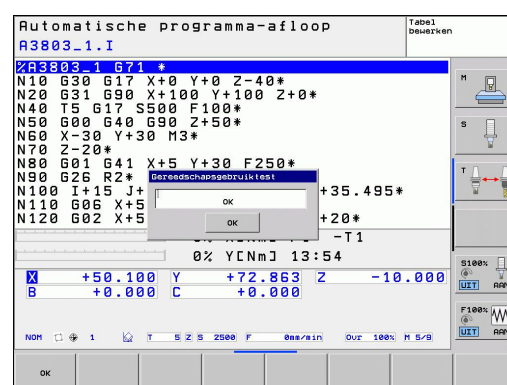 Automatische programma-afloop
Tabel
bewerken
A3803_1.I
%A3803_1 G71 *
N10 G30 G17 X+0 Y+0 Z-40*
N20 G31 G90 X+100 Y+100 Z+0*
N40 T5 G17 S500 F100*
N50 G00 G40 G90 Z+50*
N60 X-30 Y+30 M3*
N70 Z-20*
N80 G01 G41 X+5 Y+30 F250*
N90 G26 R2*
N100 I+15 J+ +35.495*
N110 G06 X+5
N120 G02 X+5 +20*
Gereedschapsgebruiktest
OK
OK
-T1
0% Y[Nm] 13:54
X +50.100 Y +72.863 Z -10.000
B +0.000 C +0.000
NOM 1 T 5 Z S 2500 F 0mm/min Ovr 100% M 5/9
M
S
T
S100%
UIT AAN
F100%
UIT AAN
OK